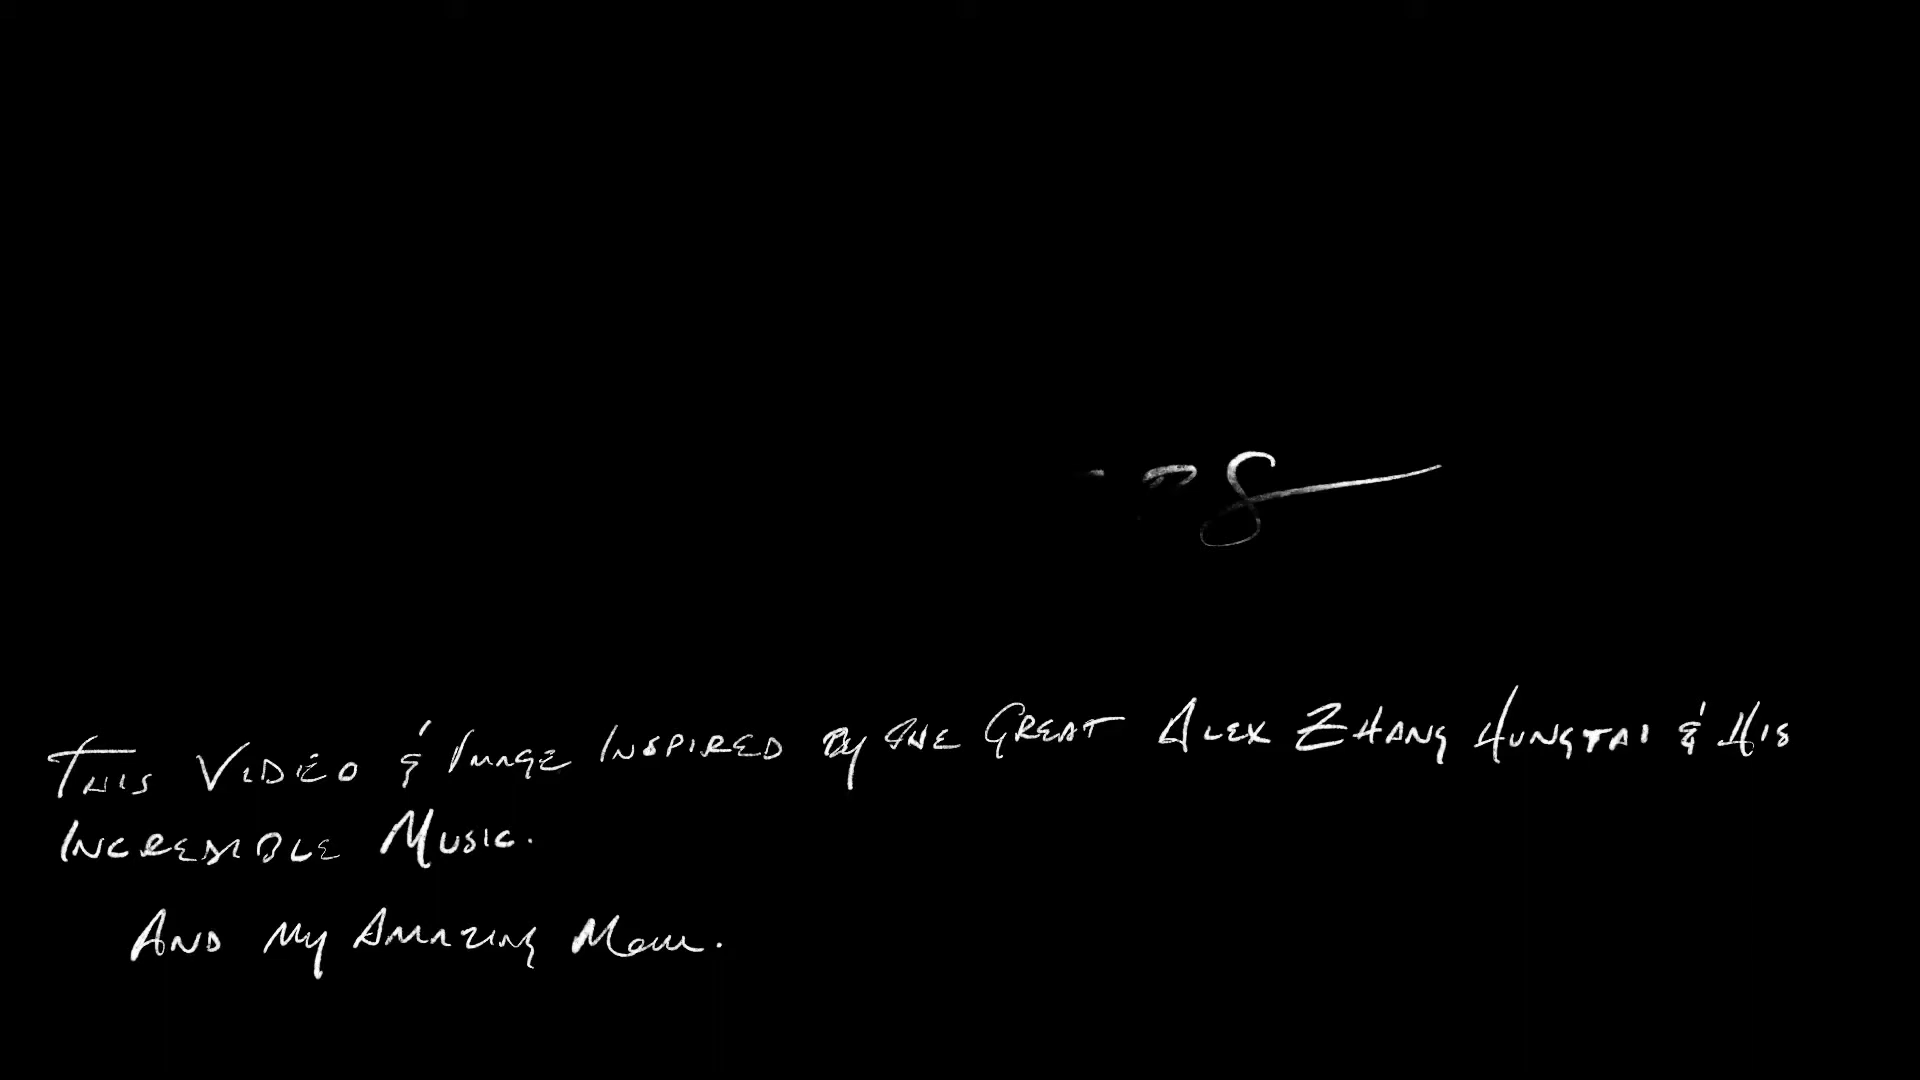 This Video & Image Inspired by the Great Alex Zhang Hungtai & His
Incredible Music.
And My Amazing Mom.